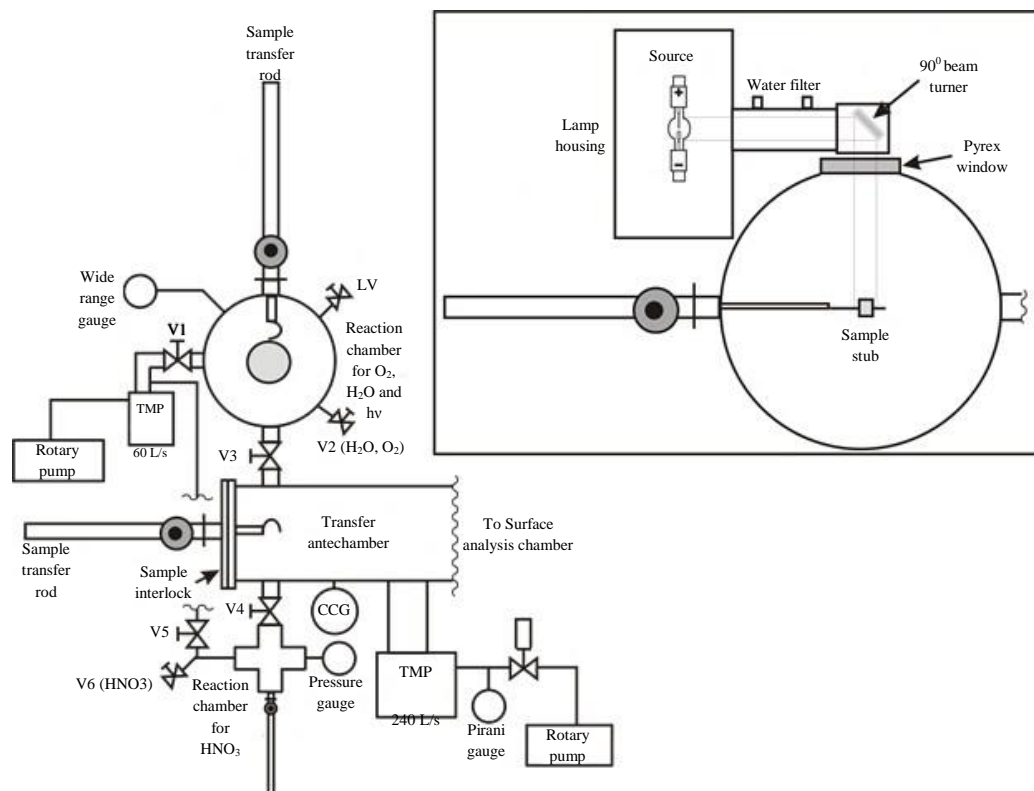 Sample
transfer
rod
Source
+
−
Lamp
housing
Water filter
90⁰ beam
turner
Pyrex
window
Sample
stub
Wide
range
gauge
V1
LV
Reaction
chamber
for O₂,
H₂O and
hν
V2 (H₂O, O₂)
TMP
60 L/s
Rotary
pump
V3
Transfer
antechamber
To Surface
analysis chamber
Sample
transfer
rod
Sample
interlock
V4
CCG
V5
V6 (HNO3)
Reaction
chamber
for
HNO₃
Pressure
gauge
TMP
240 L/s
Pirani
gauge
Rotary
pump